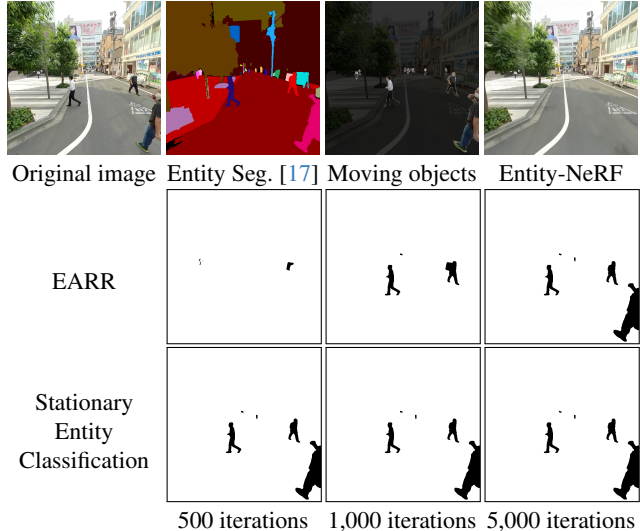 Original image
Entity Seg. [17]
Moving objects
Entity-NeRF
EARR
Stationary
Entity
Classification
500 iterations
1,000 iterations
5,000 iterations